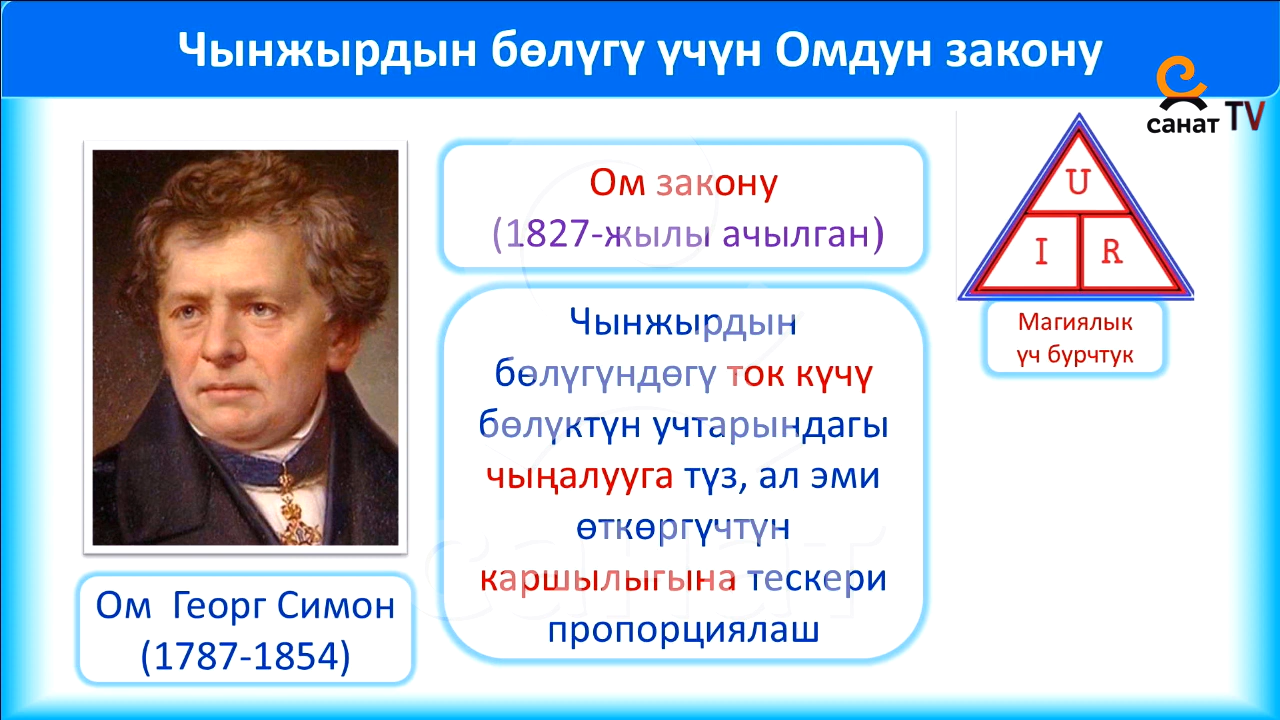 Чынжырдын бөлүгү үчүн Омдун закону
санат TV
Ом закону
(1827-жылы ачылган)
U
I R
Магиялык
үч бурчтук
Чынжырдын
бөлүгүндөгү ток күчү
бөлүктүн учтарындагы
чыңалууга түз, ал эми
өткөргүчтүн
каршылыгына тескери
пропорциялаш
Ом Георг Симон
(1787-1854)
санат